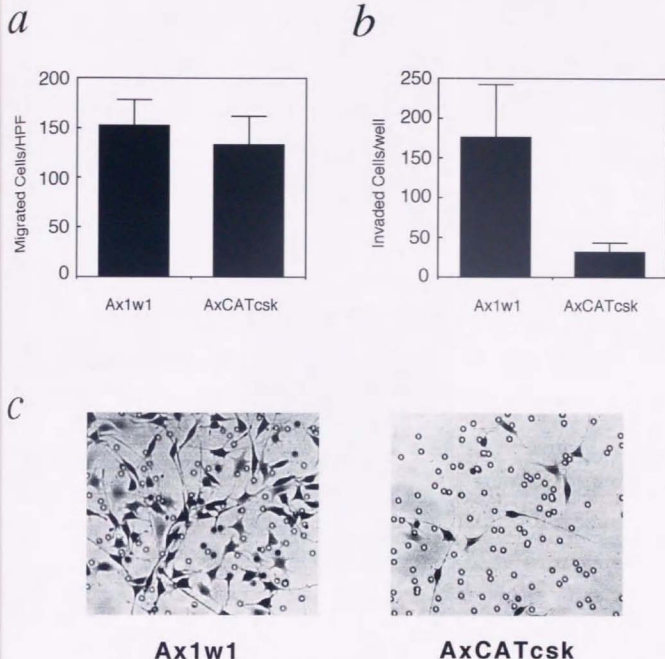 a
b
200
150
100
50
0
Migrated Cells/HPF
Ax1w1 AxCATcsk
250
200
150
100
50
0
Invaded Cells/well
Ax1w1 AxCATcsk
c
Ax1w1 AxCATcsk